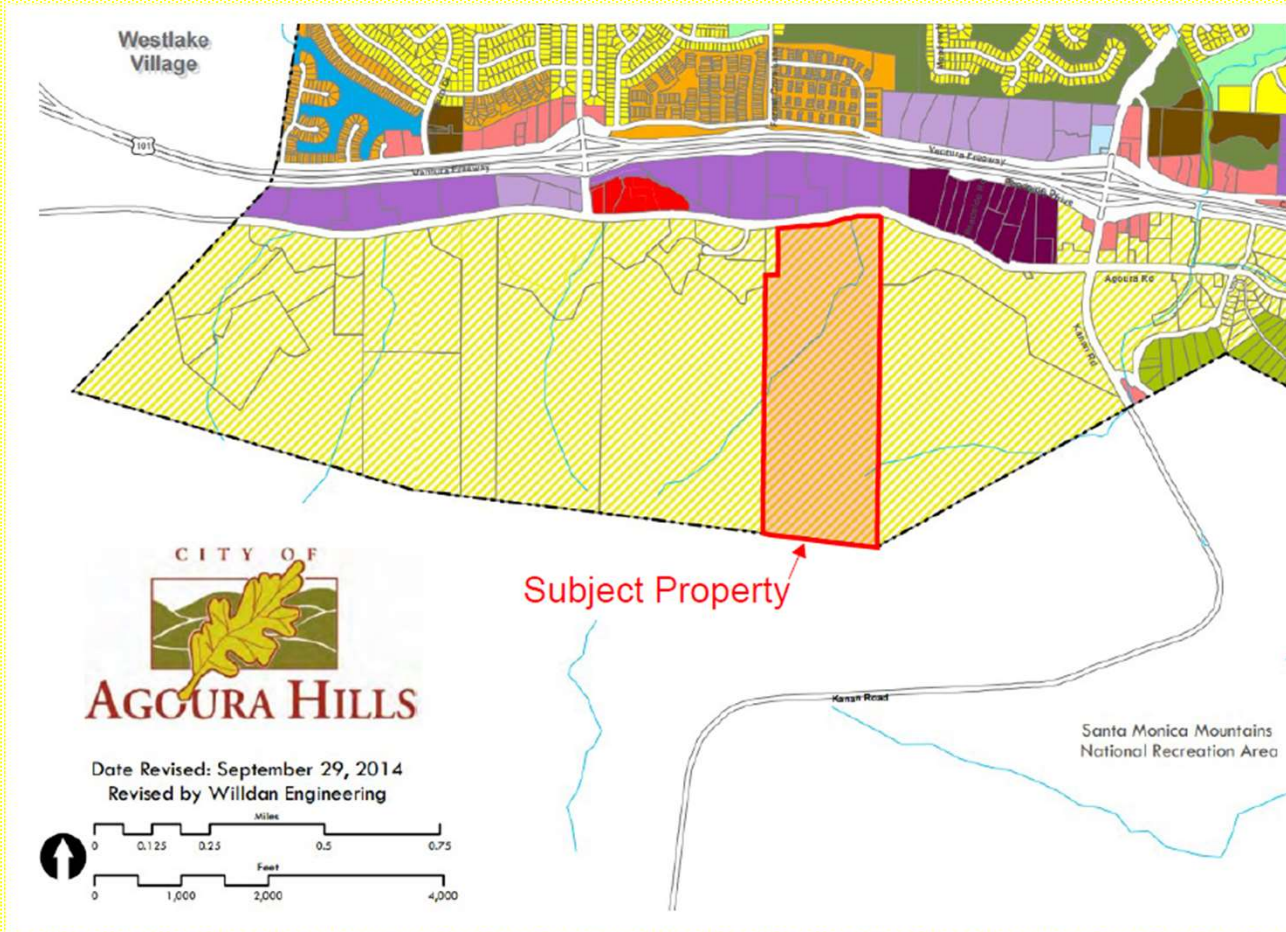 Westlake
Village
101
Ventura Freeway
Ventura Freeway
Agoura Rd
Kanan Rd
Subject Property
CITY OF
AGOURA HILLS
Kanan Road
Santa Monica Mountains
National Recreation Area
Date Revised: September 29, 2014
Revised by Willdan Engineering
Miles
0 0.125 0.25 0.5 0.75
Feet
0 1,000 2,000 4,000